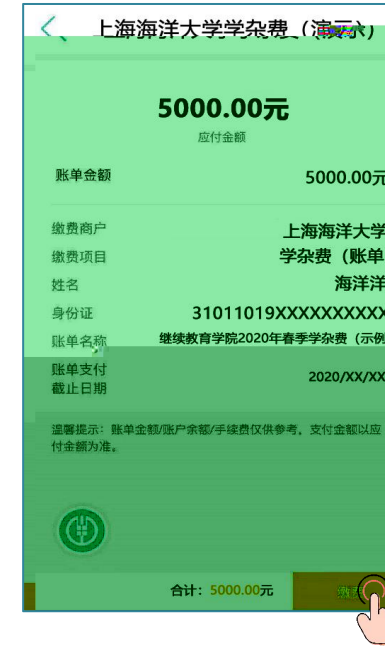 上海海洋大学学杂费（演示）
5000.00元
应付金额
账单金额 5000.00元
缴费商户 上海海洋大学
缴费项目 学杂费（账单
姓名 海洋洋
身份证 31011019XXXXXXXXXX
账单名称 继续教育学院2020年春季学杂费（示例
账单支付
截止日期 2020/XX/XX
温馨提示：账单金额/账户余额/手续费仅供参考，支付金额以应
付金额为准。
合计：5000.00元 缴费